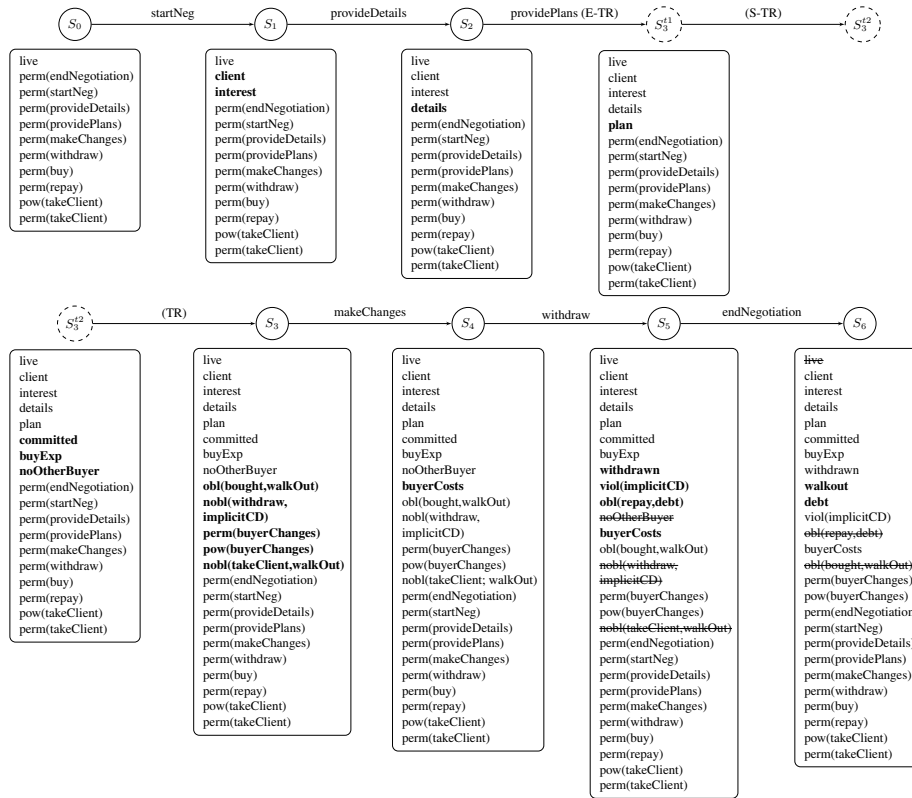 S0 startNeg S1 provideDetails S2 providePlans (E-TR) S3^t1 (S-TR) S3^t2
live
perm(endNegotiation)
perm(startNeg)
perm(provideDetails)
perm(providePlans)
perm(makeChanges)
perm(withdraw)
perm(buy)
perm(repay)
pow(takeClient)
perm(takeClient)
live
client
interest
perm(endNegotiation)
perm(startNeg)
perm(provideDetails)
perm(providePlans)
perm(makeChanges)
perm(withdraw)
perm(buy)
perm(repay)
pow(takeClient)
perm(takeClient)
live
client
interest
details
perm(endNegotiation)
perm(startNeg)
perm(provideDetails)
perm(providePlans)
perm(makeChanges)
perm(withdraw)
perm(buy)
perm(repay)
pow(takeClient)
perm(takeClient)
live
client
interest
details
plan
perm(endNegotiation)
perm(startNeg)
perm(provideDetails)
perm(providePlans)
perm(makeChanges)
perm(withdraw)
perm(buy)
perm(repay)
pow(takeClient)
perm(takeClient)
S3^t2 (TR) S3 makeChanges S4 withdraw S5 endNegotiation S6
live
client
interest
details
plan
committed
buyExp
noOtherBuyer
perm(endNegotiation)
perm(startNeg)
perm(provideDetails)
perm(providePlans)
perm(makeChanges)
perm(withdraw)
perm(buy)
perm(repay)
pow(takeClient)
perm(takeClient)
live
client
interest
details
plan
committed
buyExp
noOtherBuyer
obl(bought,walkOut)
nobl(withdraw,
implicitCD)
perm(buyerChanges)
pow(buyerChanges)
nobl(takeClient,walkOut)
perm(endNegotiation)
perm(startNeg)
perm(provideDetails)
perm(providePlans)
perm(makeChanges)
perm(withdraw)
perm(buy)
perm(repay)
pow(takeClient)
perm(takeClient)
live
client
interest
details
plan
committed
buyExp
noOtherBuyer
buyerCosts
obl(bought,walkOut)
nobl(withdraw,
implicitCD)
perm(buyerChanges)
pow(buyerChanges)
nobl(takeClient; walkOut)
perm(endNegotiation)
perm(startNeg)
perm(provideDetails)
perm(providePlans)
perm(makeChanges)
perm(withdraw)
perm(buy)
perm(repay)
pow(takeClient)
perm(takeClient)
live
client
interest
details
plan
committed
buyExp
withdrawn
viol(implicitCD)
obl(repay,debt)
noOtherBuyer
buyerCosts
obl(bought,walkOut)
nobl(withdraw,
implicitCD)
perm(buyerChanges)
pow(buyerChanges)
nobl(takeClient,walkOut)
perm(endNegotiation)
perm(startNeg)
perm(provideDetails)
perm(providePlans)
perm(makeChanges)
perm(withdraw)
perm(buy)
perm(repay)
pow(takeClient)
perm(takeClient)
live
client
interest
details
plan
committed
buyExp
withdrawn
walkout
debt
viol(implicitCD)
obl(repay,debt)
buyerCosts
obl(bought,walkOut)
perm(buyerChanges)
pow(buyerChanges)
perm(endNegotiation
perm(startNeg)
perm(provideDetails)
perm(providePlans)
perm(makeChanges)
perm(withdraw)
perm(buy)
perm(repay)
pow(takeClient)
perm(takeClient)